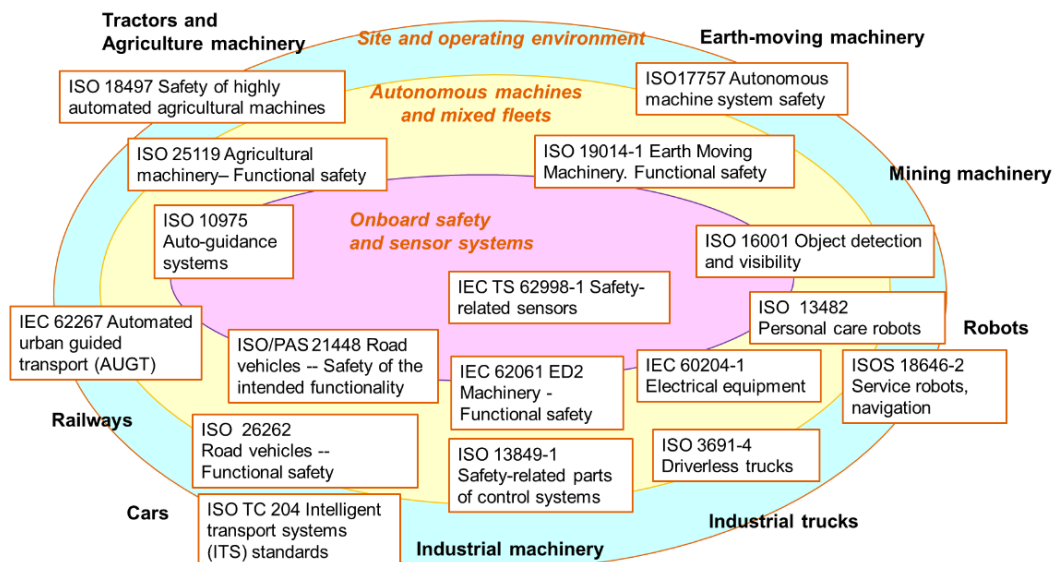 Tractors and
Agriculture machinery
Site and operating environment
Earth-moving machinery
ISO 18497 Safety of highly
automated agricultural machines
Autonomous machines
and mixed fleets
ISO17757 Autonomous
machine system safety
ISO 25119 Agricultural
machinery– Functional safety
ISO 19014-1 Earth Moving
Machinery. Functional safety
Mining machinery
ISO 10975
Auto-guidance
systems
Onboard safety
and sensor systems
ISO 16001 Object detection
and visibility
IEC TS 62998-1 Safety-
related sensors
IEC 62267 Automated
urban guided
transport (AUGT)
ISO 13482
Personal care robots
Robots
ISO/PAS 21448 Road
vehicles -- Safety of the
intended functionality
IEC 62061 ED2
Machinery -
Functional safety
IEC 60204-1
Electrical equipment
ISOS 18646-2
Service robots,
navigation
Railways
ISO 26262
Road vehicles --
Functional safety
ISO 13849-1
Safety-related parts
of control systems
ISO 3691-4
Driverless trucks
Cars
ISO TC 204 Intelligent
transport systems
(ITS) standards
Industrial trucks
Industrial machinery